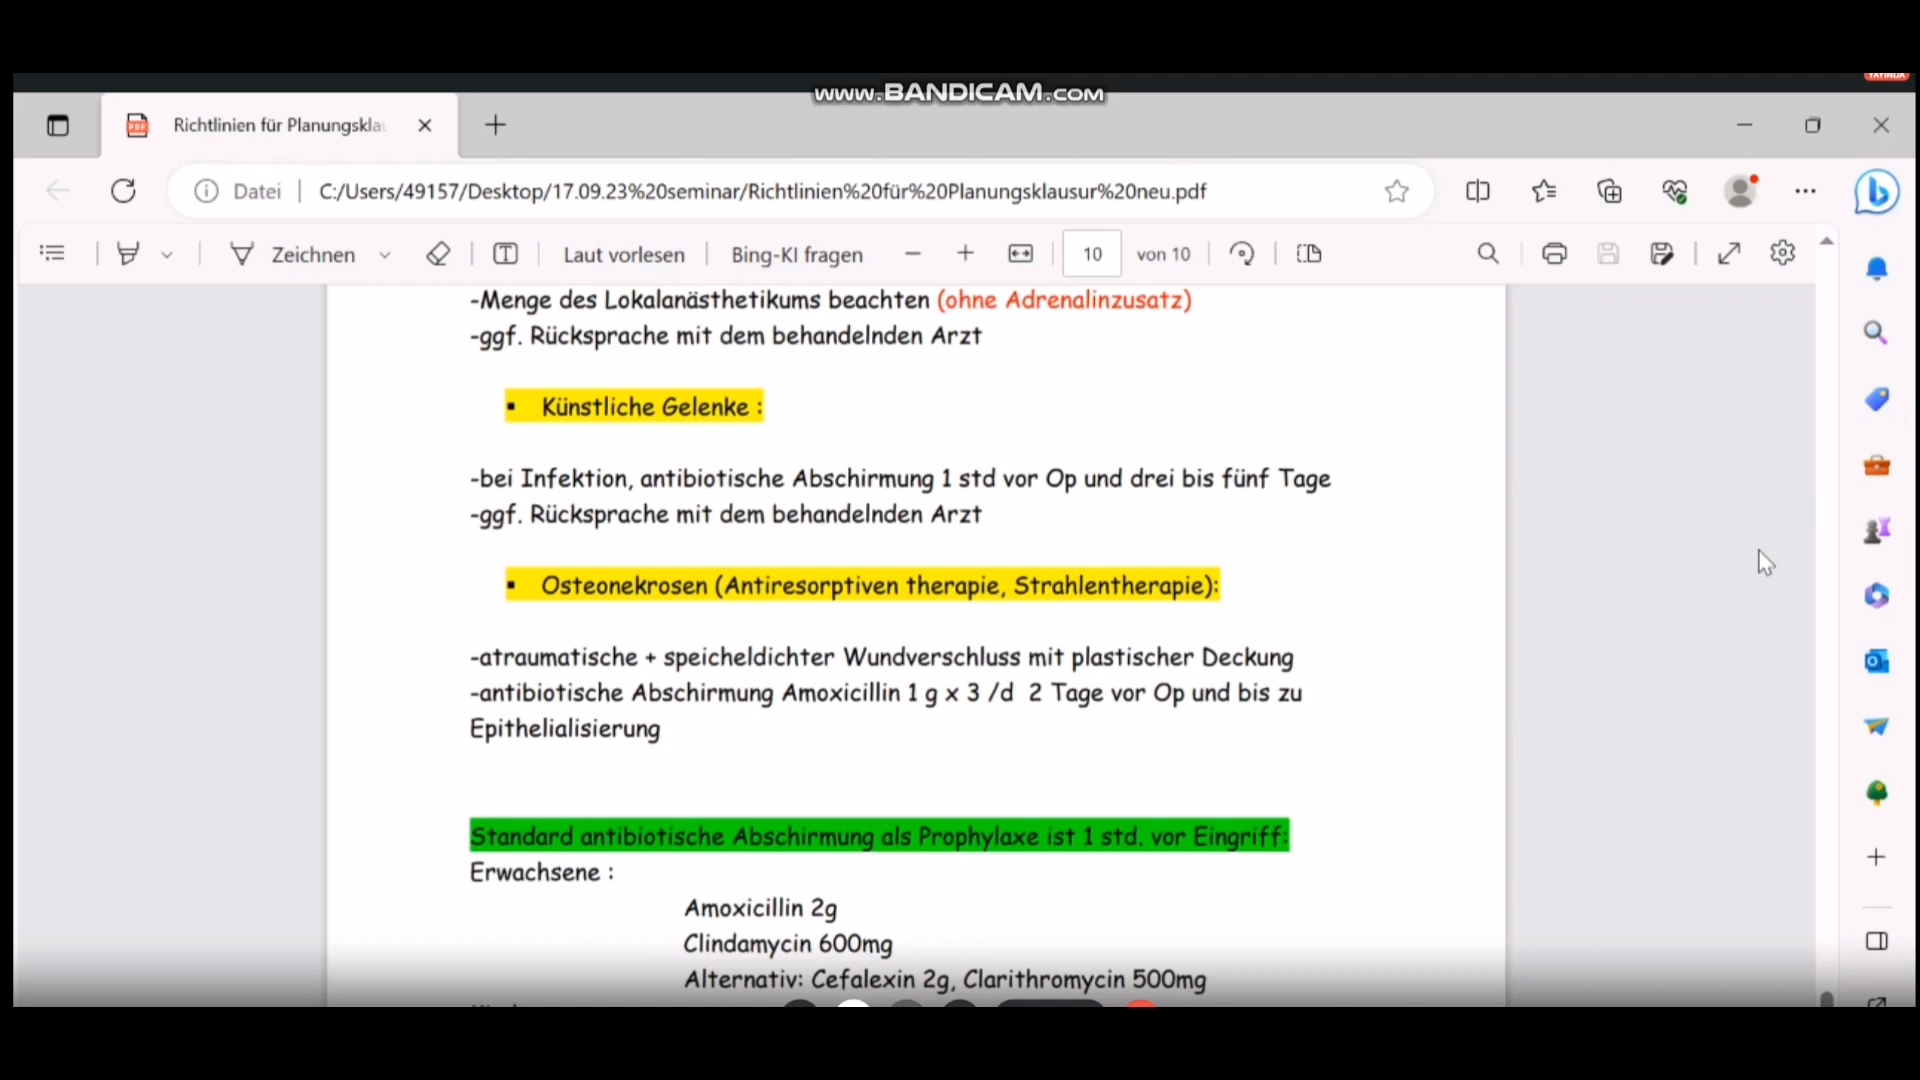 YAYINDA
www.BANDICAM.com
Richtlinien für Planungsklau
Datei
C:/Users/49157/Desktop/17.09.23%20seminar/Richtlinien%20für%20Planungsklausur%20neu.pdf
Zeichnen
Laut vorlesen
Bing-KI fragen
10
von 10
-Menge des Lokalanästhetikums beachten (ohne Adrenalinzusatz)
-ggf. Rücksprache mit dem behandelnden Arzt
▪ Künstliche Gelenke :
-bei Infektion, antibiotische Abschirmung 1 std vor Op und drei bis fünf Tage
-ggf. Rücksprache mit dem behandelnden Arzt
▪ Osteonekrosen (Antiresorptiven therapie, Strahlentherapie):
-atraumatische + speicheldichter Wundverschluss mit plastischer Deckung
-antibiotische Abschirmung Amoxicillin 1 g x 3 /d 2 Tage vor Op und bis zu
Epithelialisierung
Standard antibiotische Abschirmung als Prophylaxe ist 1 std. vor Eingriff:
Erwachsene :
Amoxicillin 2g
Clindamycin 600mg
Alternativ: Cefalexin 2g, Clarithromycin 500mg